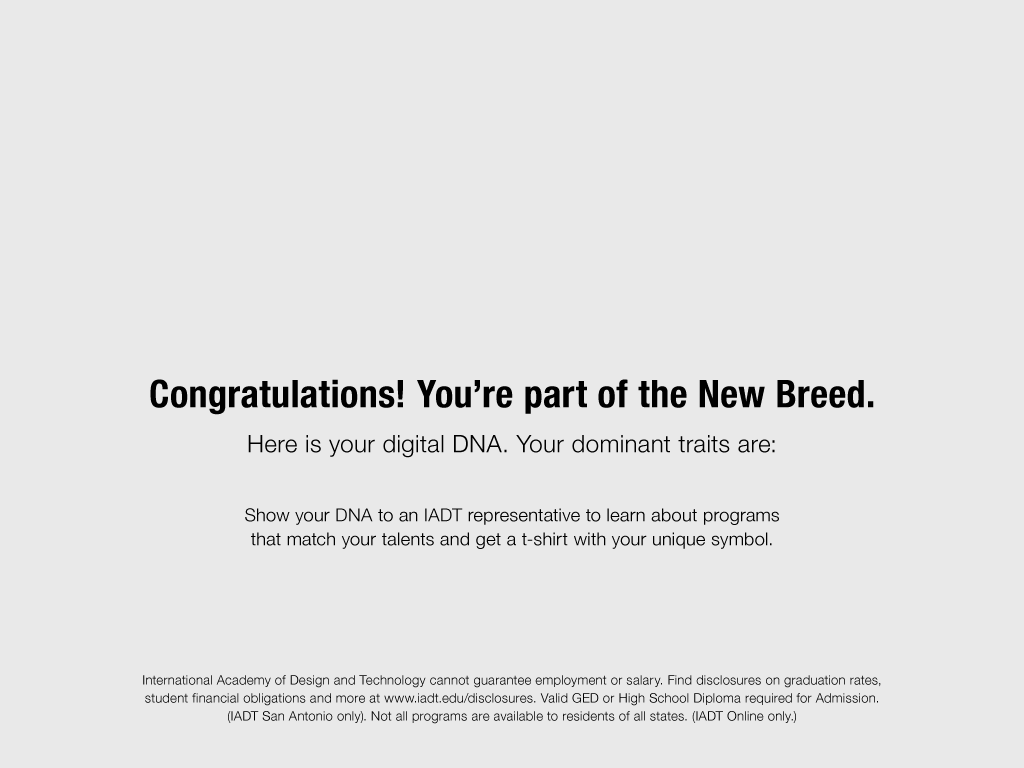 Congratulations! You're part of the New Breed.
Here is your digital DNA. Your dominant traits are:
Show your DNA to an IADT representative to learn about programs
that match your talents and get a t-shirt with your unique symbol.
International Academy of Design and Technology cannot guarantee employment or salary. Find disclosures on graduation rates,
student financial obligations and more at www.iadt.edu/disclosures. Valid GED or High School Diploma required for Admission.
(IADT San Antonio only). Not all programs are available to residents of all states. (IADT Online only.)